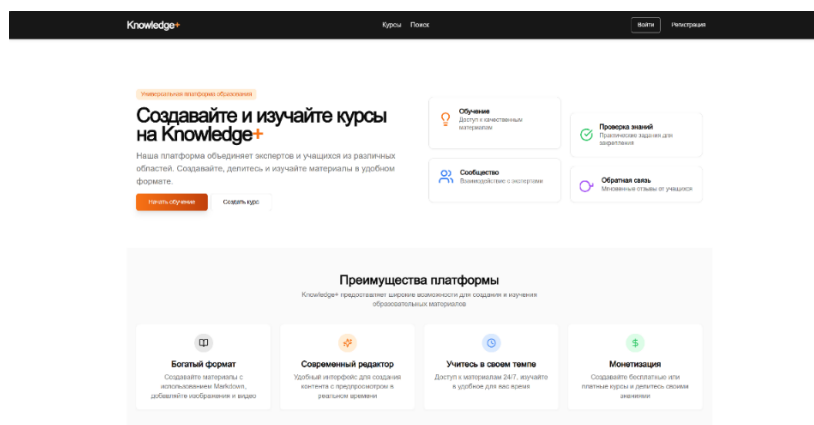 Knowledge+
Курсы Поиск
Войти Регистрация
Универсальная платформа образования
Создавайте и изучайте курсы
на Knowledge+
Наша платформа объединяет экспертов и учащихся из различных
областей. Создавайте, делитесь и изучайте материалы в удобном
формате.
Начать обучение Создать курс
Обучение
Доступ к качественным
материалам
Сообщество
Взаимодействие с экспертами
Проверка знаний
Практические задания для
закрепления
Обратная связь
Мгновенные отзывы от учащихся
Преимущества платформы
Knowledge+ предоставляет широкие возможности для создания и изучения
образовательных материалов
Богатый формат
Создавайте материалы с
использованием Markdown,
добавляйте изображения и видео
Современный редактор
Удобный интерфейс для создания
контента с предпросмотром в
реальном времени
Учитесь в своем темпе
Доступ к материалам 24/7, изучайте
в удобное для вас время
Монетизация
Создавайте бесплатные или
платные курсы и делитесь своими
знаниями